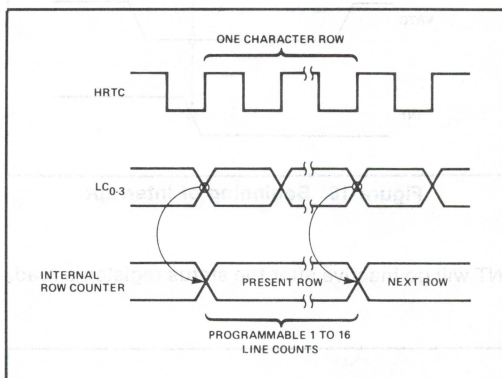 ONE CHARACTER ROW
HRTC
LC0-3
INTERNAL
ROW COUNTER
PRESENT ROW
NEXT ROW
PROGRAMMABLE 1 TO 16
LINE COUNTS